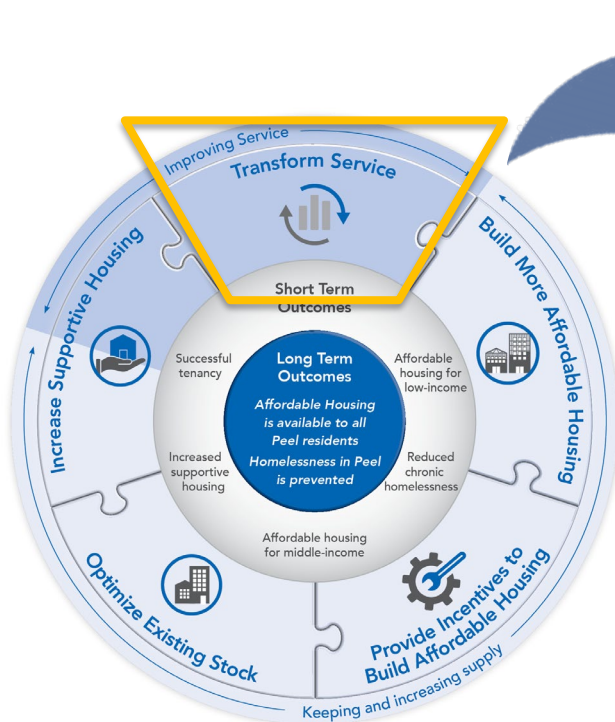 Improving Service
Transform Service
Increase Supportive Housing
Build More Affordable Housing
Short Term
Outcomes
Successful
tenancy
Long Term
Outcomes
Affordable
housing for
low-income
Affordable Housing
is available to all
Peel residents
Homelessness in Peel
is prevented
Increased
supportive
housing
Reduced
chronic
homelessness
Affordable housing
for middle-income
Optimize Existing Stock
Provide Incentives to
Build Affordable Housing
Keeping and increasing supply